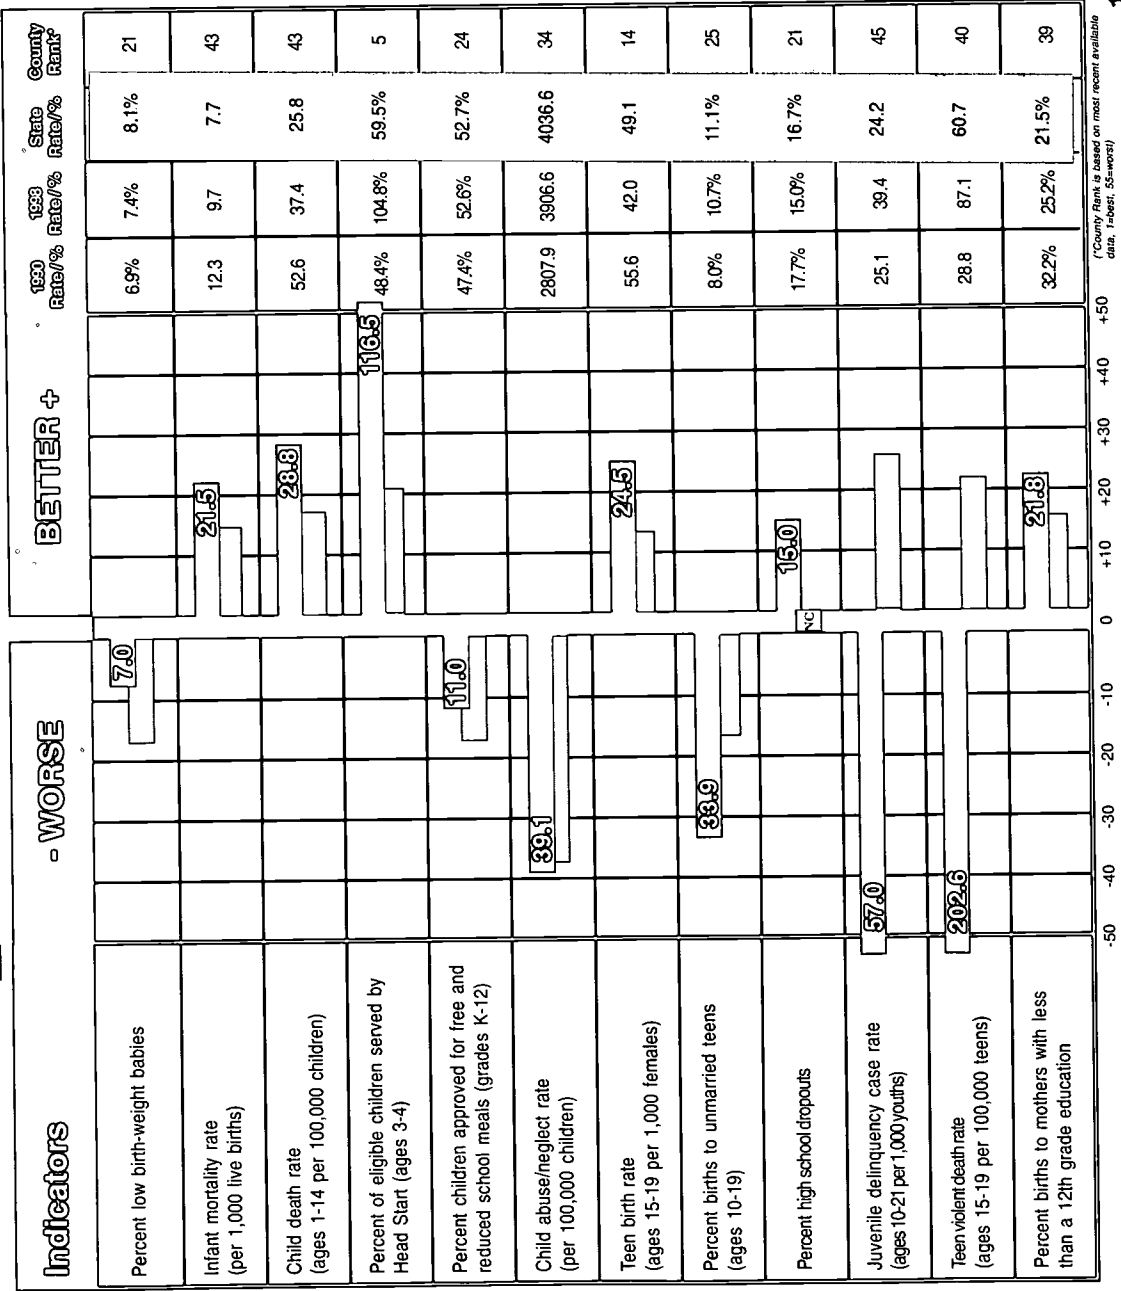 Indicators
- WORSE
BETTER +
1990
Rate/%
1998
Rate/%
State
Rate/%
County
Rank*
Percent low birth-weight babies
7.0
6.9%
7.4%
8.1%
21
Infant mortality rate
(per 1,000 live births)
21.5
12.3
9.7
7.7
43
Child death rate
(ages 1-14 per 100,000 children)
28.8
52.6
37.4
25.8
43
Percent of eligible children served by
Head Start (ages 3-4)
116.5
48.4%
104.8%
59.5%
5
Percent children approved for free and
reduced school meals (grades K-12)
11.0
47.4%
52.6%
52.7%
24
Child abuse/neglect rate
(per 100,000 children)
39.1
2807.9
3906.6
4036.6
34
Teen birth rate
(ages 15-19 per 1,000 females)
24.5
55.6
42.0
49.1
14
Percent births to unmarried teens
(ages 10-19)
33.9
8.0%
10.7%
11.1%
25
Percent high school dropouts
NC
15.0
17.7%
15.0%
16.7%
21
Juvenile delinquency case rate
(ages 10-21 per 1,000 youths)
57.0
25.1
39.4
24.2
45
Teen violent death rate
(ages 15-19 per 100,000 teens)
202.6
28.8
87.1
60.7
40
Percent births to mothers with less
than a 12th grade education
21.8
32.2%
25.2%
21.5%
39
-50
-40
-30
-20
-10
0
+10
+20
+30
+40
+50
(*County Rank is based on most recent available
data, 1=best, 55=worst)